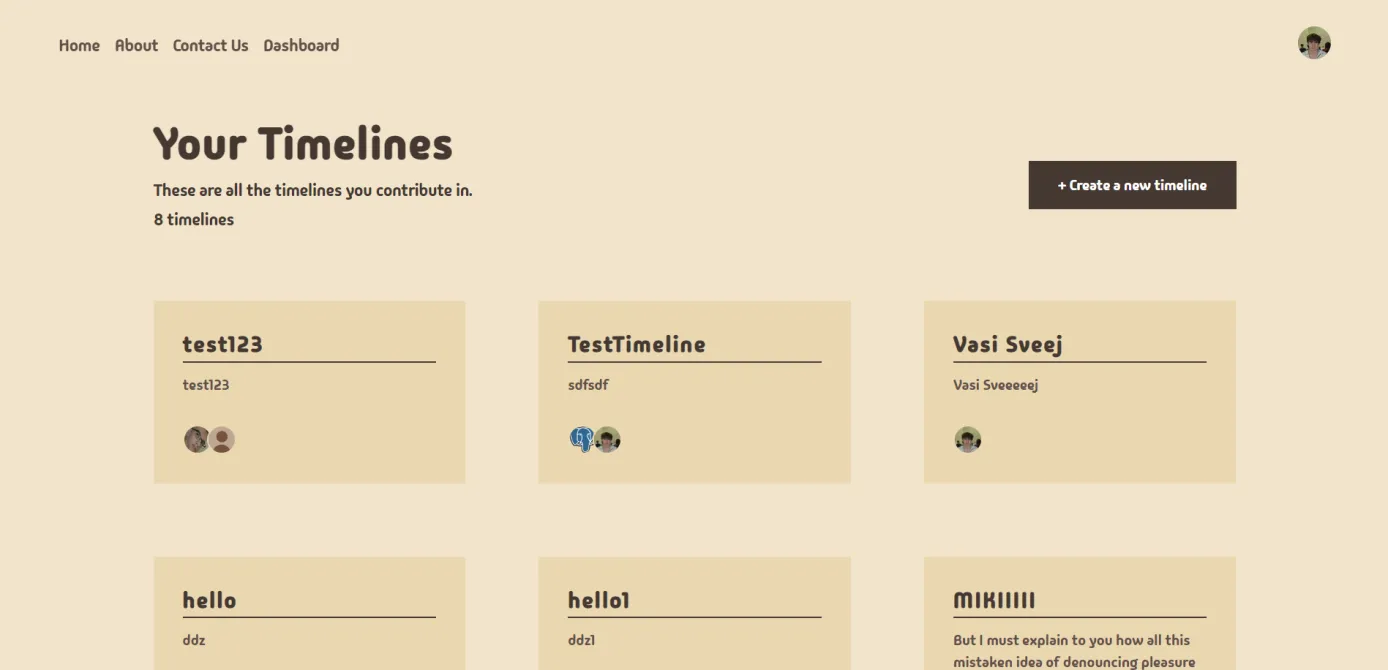 Home About Contact Us Dashboard
Your Timelines
These are all the timelines you contribute in.
8 timelines
+ Create a new timeline
test123
test123
TestTimeline
sdfsdf
Vasi Sveej
Vasi Sveeeeej
hello
ddz
hello1
ddz1
MIKIIIII
But I must explain to you how all this
mistaken idea of denouncing pleasure